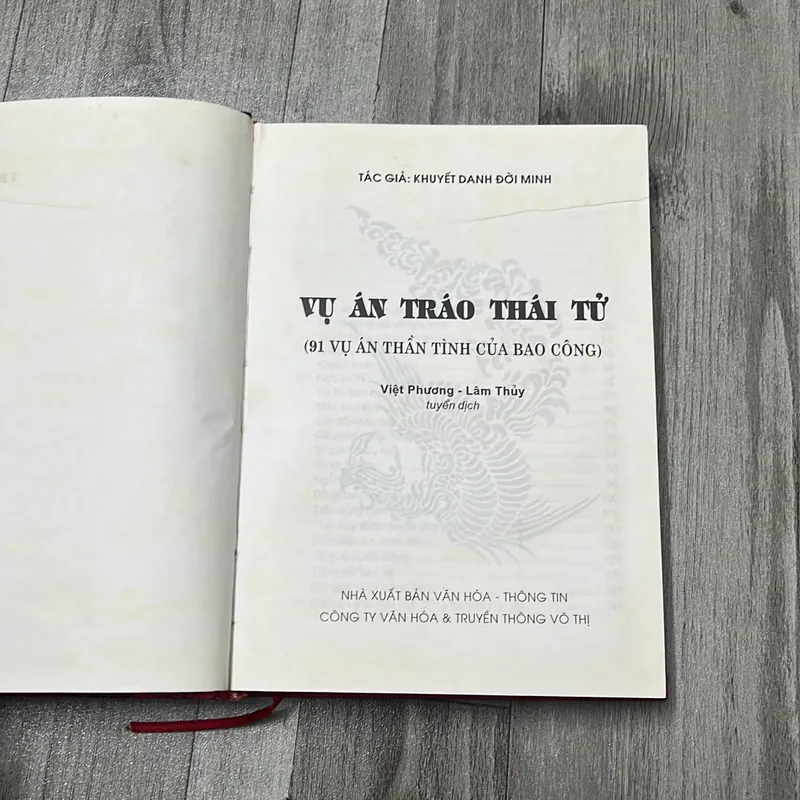 TÁC GIẢ: KHUYẾT DANH ĐỜI MINH
VỤ ÁN TRÁO THÁI TỬ
(91 VỤ ÁN THẦN TÌNH CỦA BAO CÔNG)
Việt Phương - Lâm Thủy
tuyển dịch
NHÀ XUẤT BẢN VĂN HÓA - THÔNG TIN
CÔNG TY VĂN HÓA & TRUYỀN THÔNG VÕ THỊ